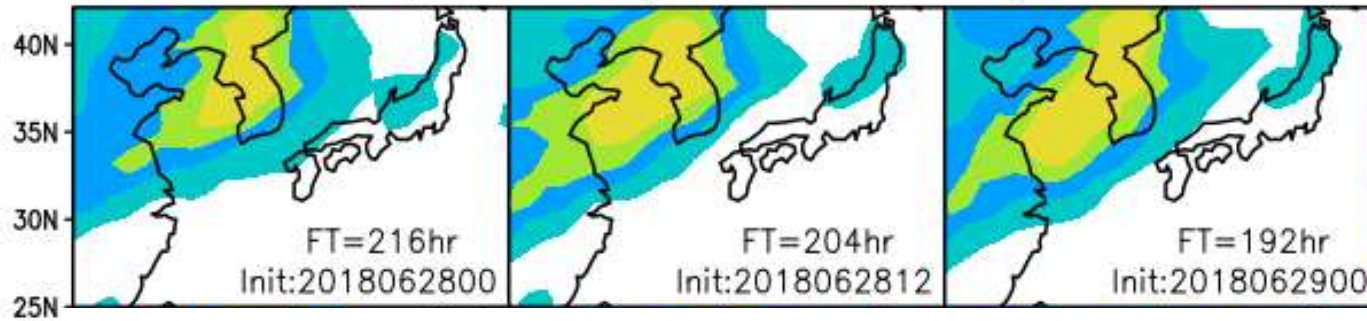 40N
35N
30N
25N
FT=216hr
Init:2018062800
FT=204hr
Init:2018062812
FT=192hr
Init:2018062900